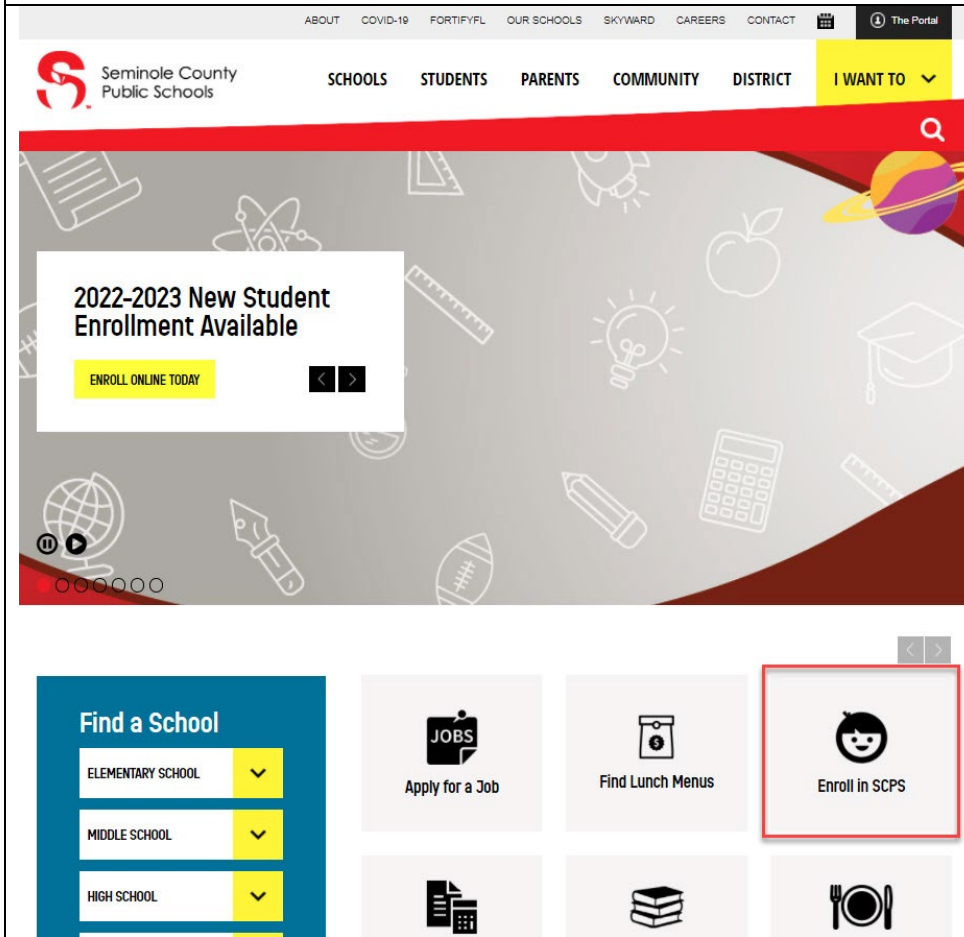 ABOUT COVID-19 FORTIFYFL OUR SCHOOLS SKYWARD CAREERS CONTACT The Portal
Seminole County
Public Schools
SCHOOLS STUDENTS PARENTS COMMUNITY DISTRICT I WANT TO
2022-2023 New Student
Enrollment Available
ENROLL ONLINE TODAY
Find a School
ELEMENTARY SCHOOL
MIDDLE SCHOOL
HIGH SCHOOL
JOBS
Apply for a Job
Find Lunch Menus
Enroll in SCPS